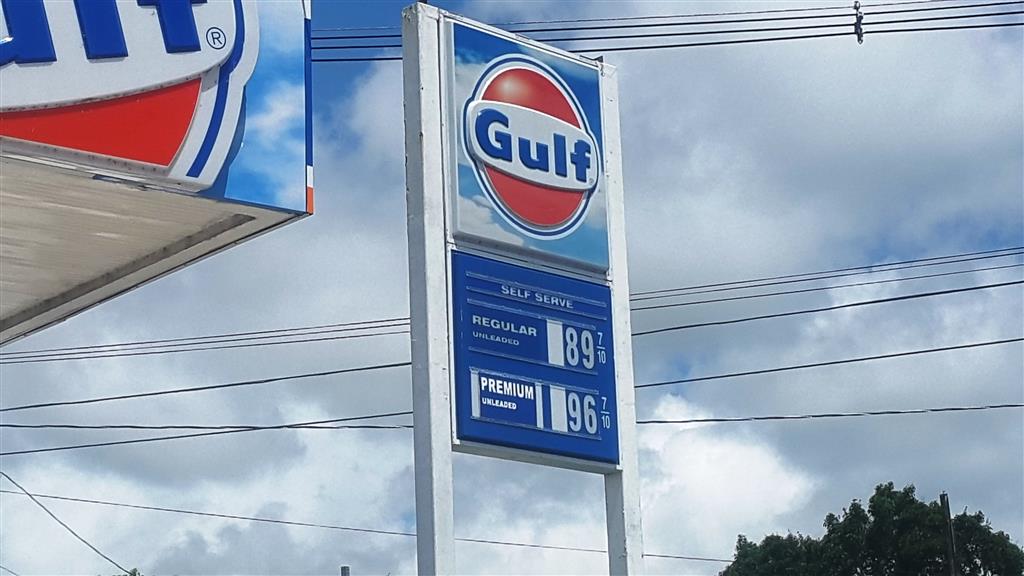 ®
Gulf
SELF SERVE
REGULAR
UNLEADED
89 7/10
PREMIUM
UNLEADED
96 7/10